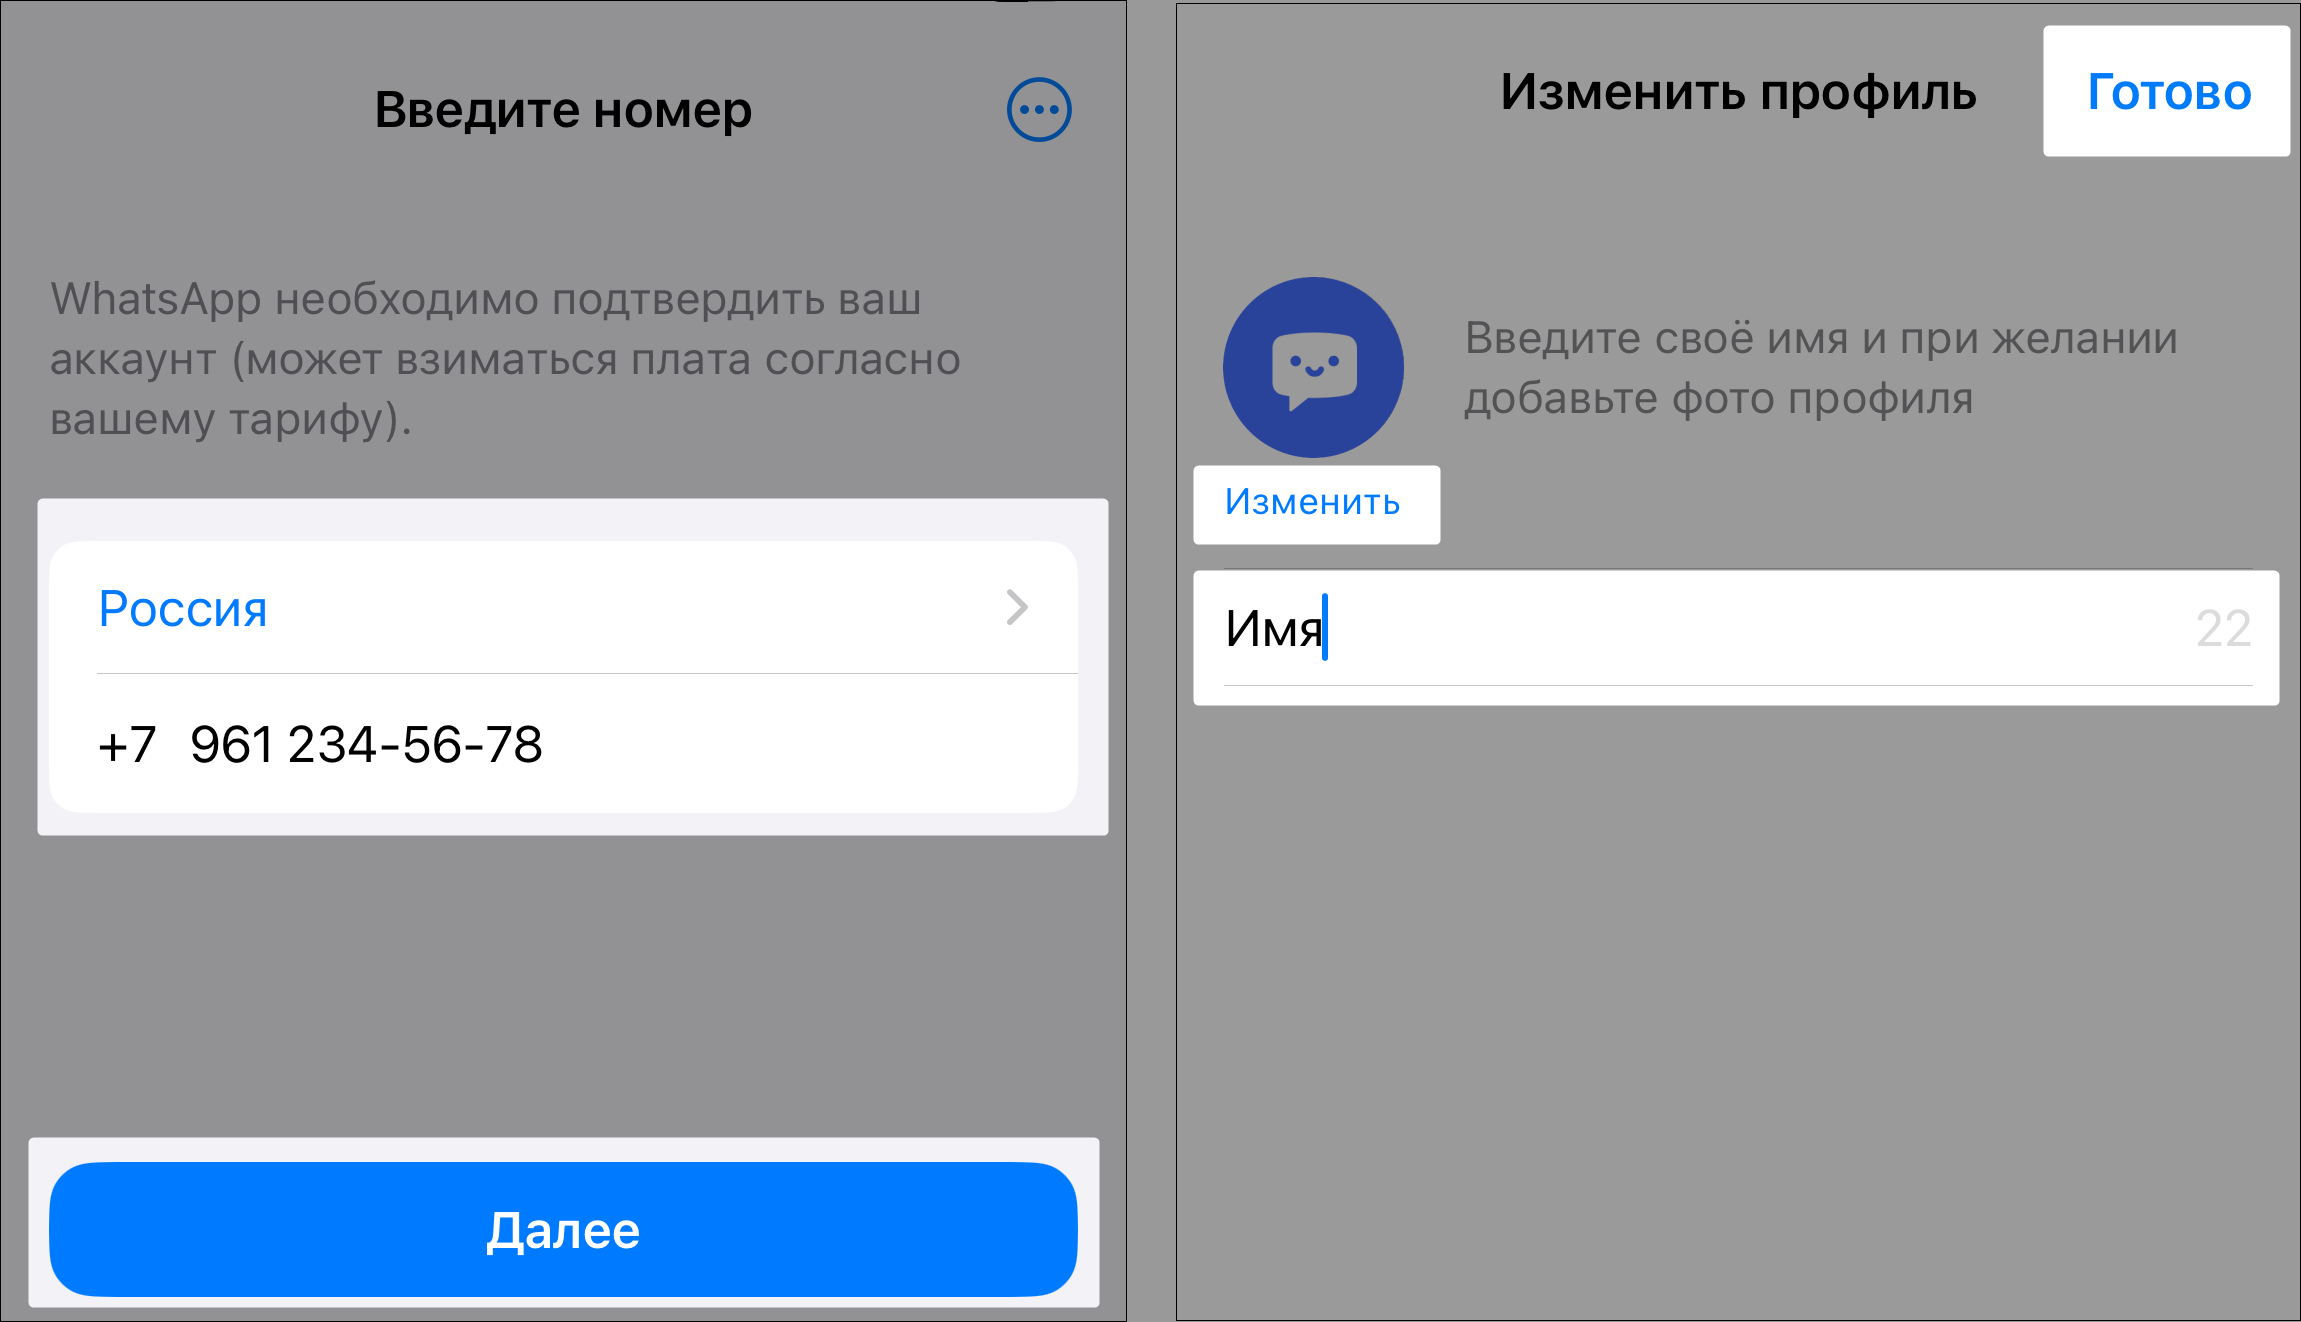 Введите номер
WhatsApp необходимо подтвердить ваш
аккаунт (может взиматься плата согласно
вашему тарифу).
Россия
+7 961 234-56-78
Далее
Изменить профиль
Готово
Введите своё имя и при желании
добавьте фото профиля
Изменить
Имя
22